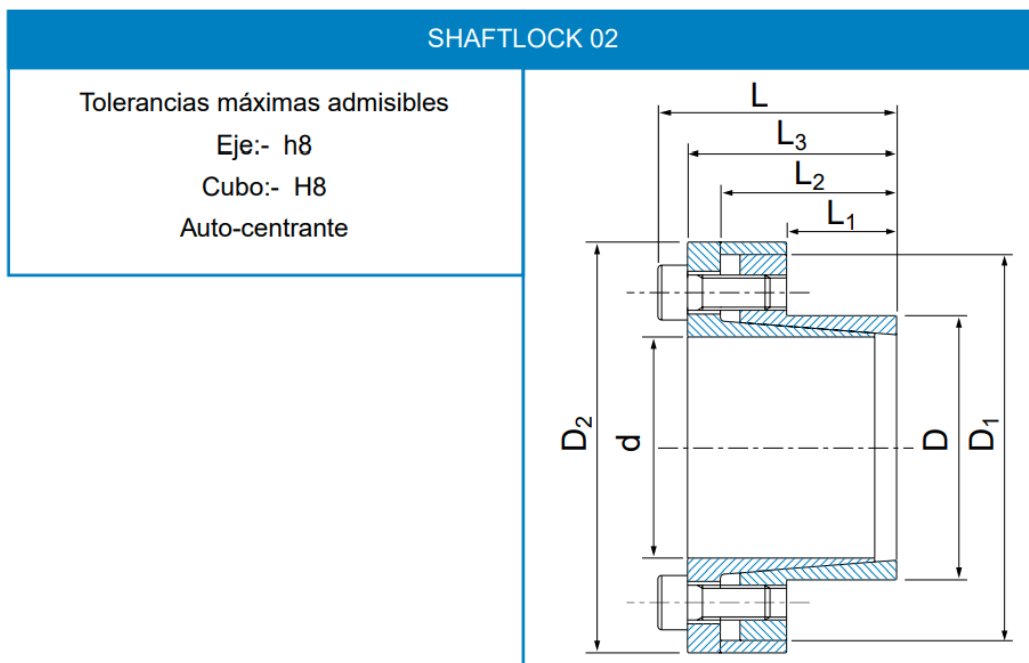 SHAFTLOCK 02
Tolerancias máximas admisibles
Eje:- h8
Cubo:- H8
Auto-centrante
L
L3
L2
L1
D2
d
D
D1